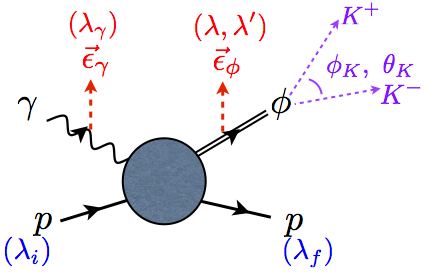 (λ_γ) (λ, λ′)
ϵ⃗_γ ϵ⃗_ϕ
K⁺
ϕ_K, θ_K
γ ϕ K⁻
p p
(λ_i) (λ_f)